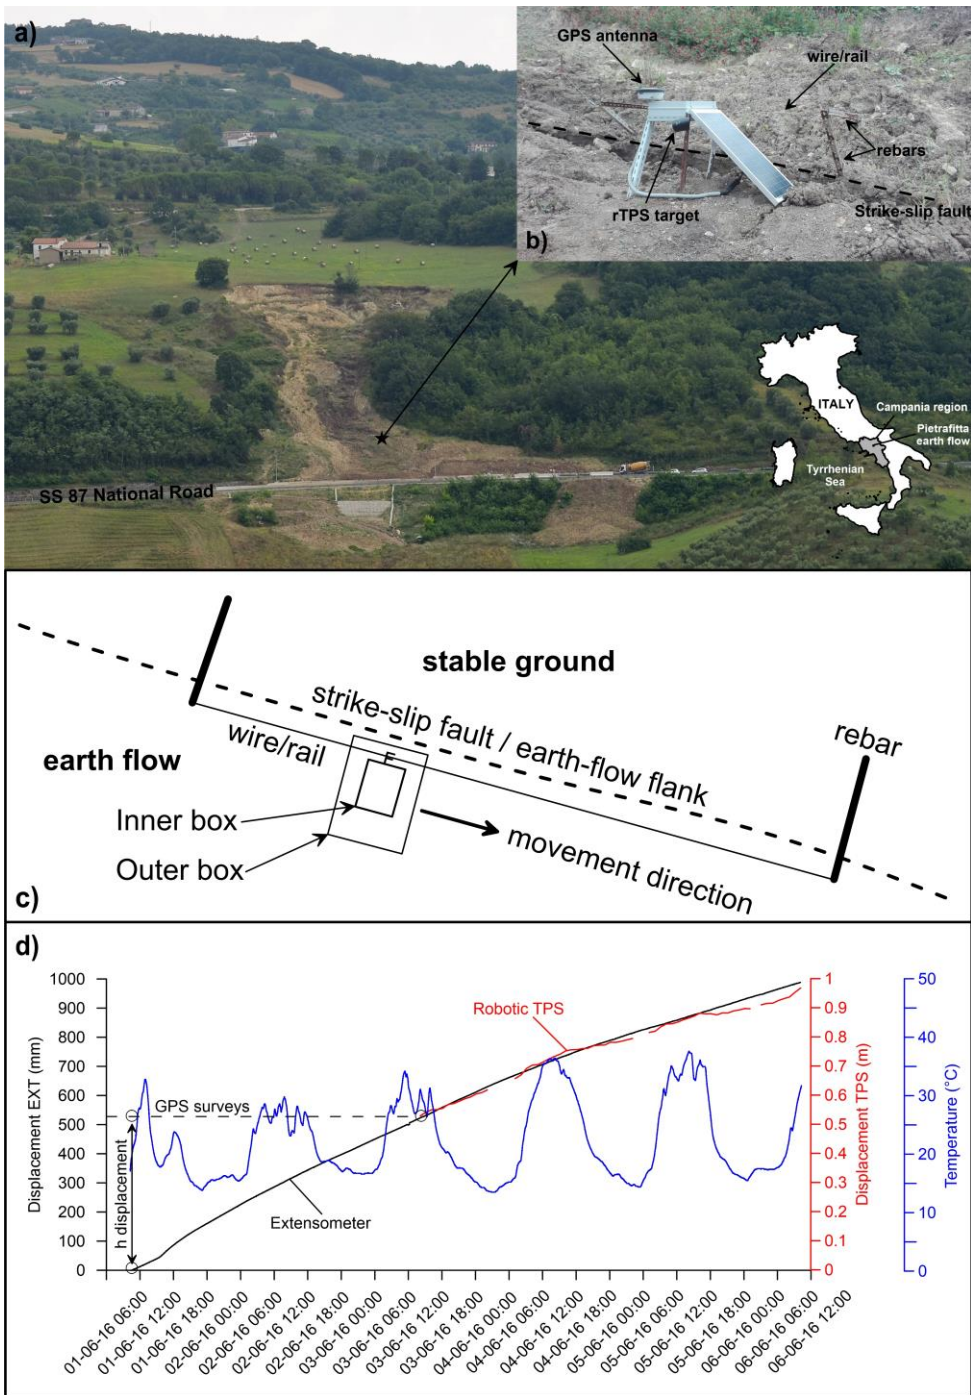 a)
GPS antenna
wire/rail
rebars
rTPS target
Strike-slip fault
b)
ITALY
Campania region
Pietrafitta
earth flow
Tyrrhenian
Sea
SS 87 National Road
stable ground
strike-slip fault / earth-flow flank
wire/rail
rebar
earth flow
F
Inner box
Outer box
movement direction
c)
d)
Displacement EXT (mm)
1000
900
800
700
600
500
400
300
200
100
0
h displacement
GPS surveys
Robotic TPS
Extensometer
1
0.9
0.8
0.7
0.6
0.5
0.4
0.3
0.2
0.1
0
Displacement TPS (m)
50
40
30
20
10
0
Temperature (°C)
01-06-16 06:00
01-06-16 12:00
01-06-16 18:00
02-06-16 00:00
02-06-16 06:00
02-06-16 12:00
02-06-16 18:00
03-06-16 00:00
03-06-16 06:00
03-06-16 12:00
03-06-16 18:00
04-06-16 00:00
04-06-16 06:00
04-06-16 12:00
04-06-16 18:00
05-06-16 00:00
05-06-16 06:00
05-06-16 12:00
05-06-16 18:00
06-06-16 00:00
06-06-16 06:00
06-06-16 12:00